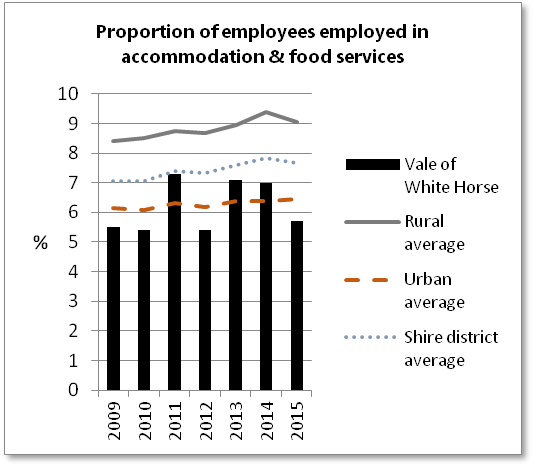 Proportion of employees employed in
accommodation & food services
10
9
8
7
6
5
4
3
2
1
0
%
2009
2010
2011
2012
2013
2014
2015
Vale of
White Horse
Rural
average
Urban
average
Shire district
average